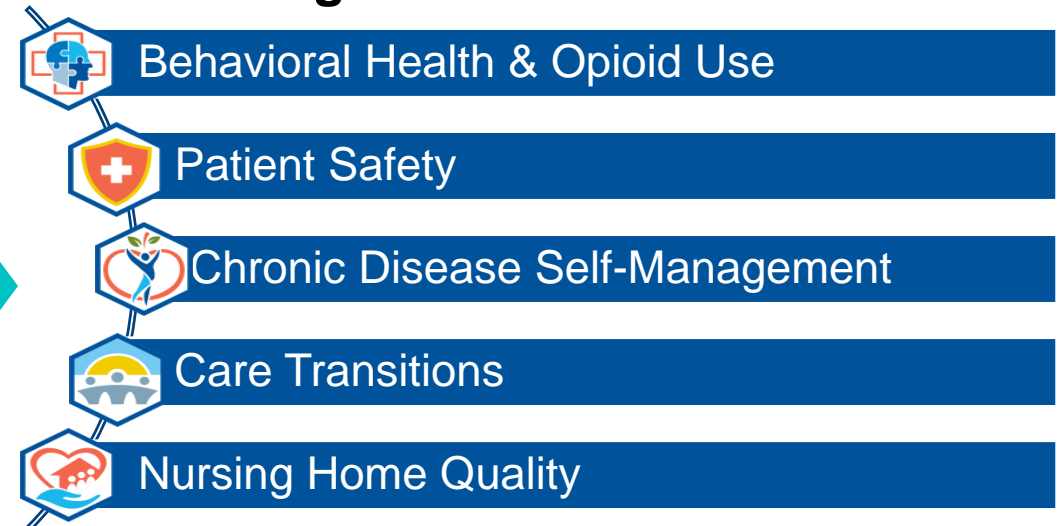 Behavioral Health & Opioid Use
Patient Safety
Chronic Disease Self-Management
Care Transitions
Nursing Home Quality